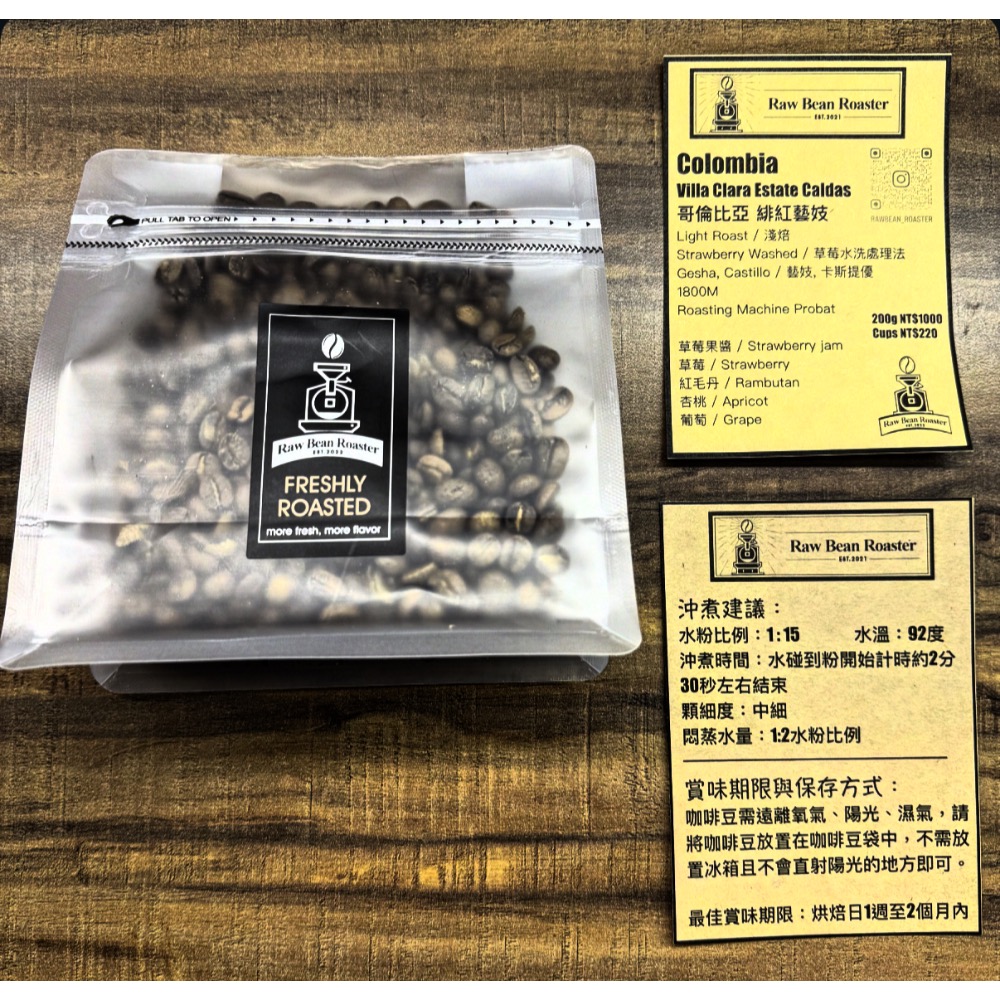 PULL TAB TO OPEN
Raw Bean Roaster
FRESHLY
ROASTED
more fresh, more flavor
Raw Bean Roaster
EST.2021
Colombia
Villa Clara Estate Caldas
哥倫比亞 緋紅藝妓
RAWBEAN_ROASTER
Light Roast / 淺焙
Strawberry Washed / 草莓水洗處理法
Gesha, Castillo / 藝妓, 卡斯提優
1800M
Roasting Machine Probat
200g NT$1000
Cups NT$220
草莓果醬 / Strawberry jam
草莓 / Strawberry
紅毛丹 / Rambutan
杏桃 / Apricot
葡萄 / Grape
Raw Bean Roaster
Raw Bean Roaster
EST.2021
沖煮建議：
水粉比例：1:15 水溫：92度
沖煮時間：水碰到粉開始計時約2分
30秒左右結束
顆細度：中細
悶蒸水量：1:2水粉比例
賞味期限與保存方式：
咖啡豆需遠離氧氣、陽光、濕氣，請
將咖啡豆放置在咖啡豆袋中，不需放
置冰箱且不會直射陽光的地方即可。
最佳賞味期限：烘焙日1週至2個月內